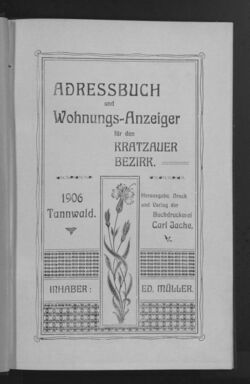 ADRESSBUCH
und
Wohnungs-Anzeiger
für den
KRATZAUER
BEZIRK.
1906
Tannwald.
Herausgabe Druck
und Verlag der
Buchdruckerei
Carl Jäche.
INHABER: ED. MÜLLER.